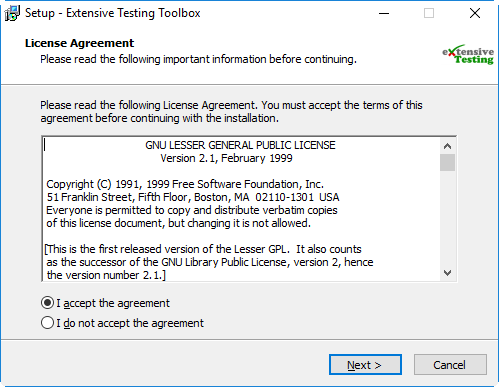 Setup - Extensive Testing Toolbox
License Agreement
Please read the following important information before continuing.
eXtensive
Testing
Please read the following License Agreement. You must accept the terms of this
agreement before continuing with the installation.
GNU LESSER GENERAL PUBLIC LICENSE
Version 2.1, February 1999
Copyright (C) 1991, 1999 Free Software Foundation, Inc.
51 Franklin Street, Fifth Floor, Boston, MA  02110-1301  USA
Everyone is permitted to copy and distribute verbatim copies
of this license document, but changing it is not allowed.
[This is the first released version of the Lesser GPL.  It also counts
as the successor of the GNU Library Public License, version 2, hence
the version number 2.1.]
I accept the agreement
I do not accept the agreement
Next >
Cancel